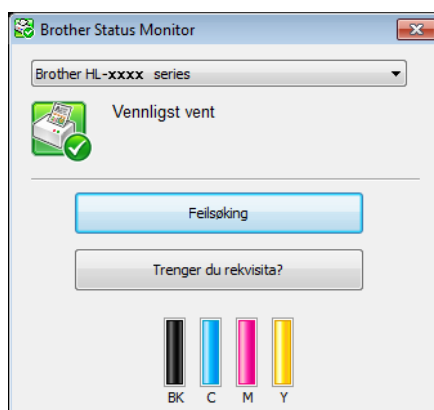 Brother Status Monitor
Brother HL-xxxx series
Vennligst vent
Feilsøking
Trenger du rekvisita?
BK C M Y